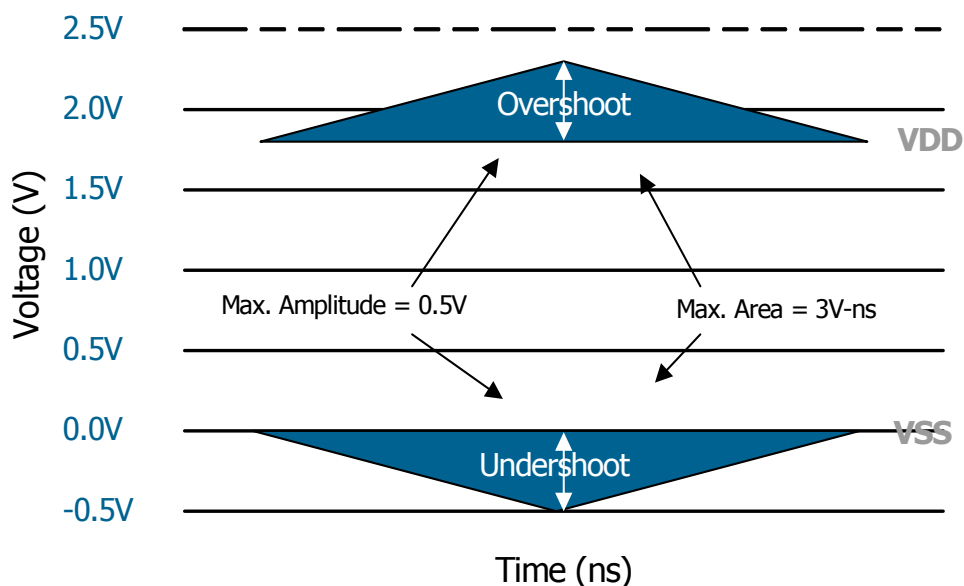 2.5V
Overshoot
2.0V
VDD
1.5V
Voltage (V)
1.0V
Max. Amplitude = 0.5V
Max. Area = 3V-ns
0.5V
0.0V
VSS
Undershoot
-0.5V
Time (ns)